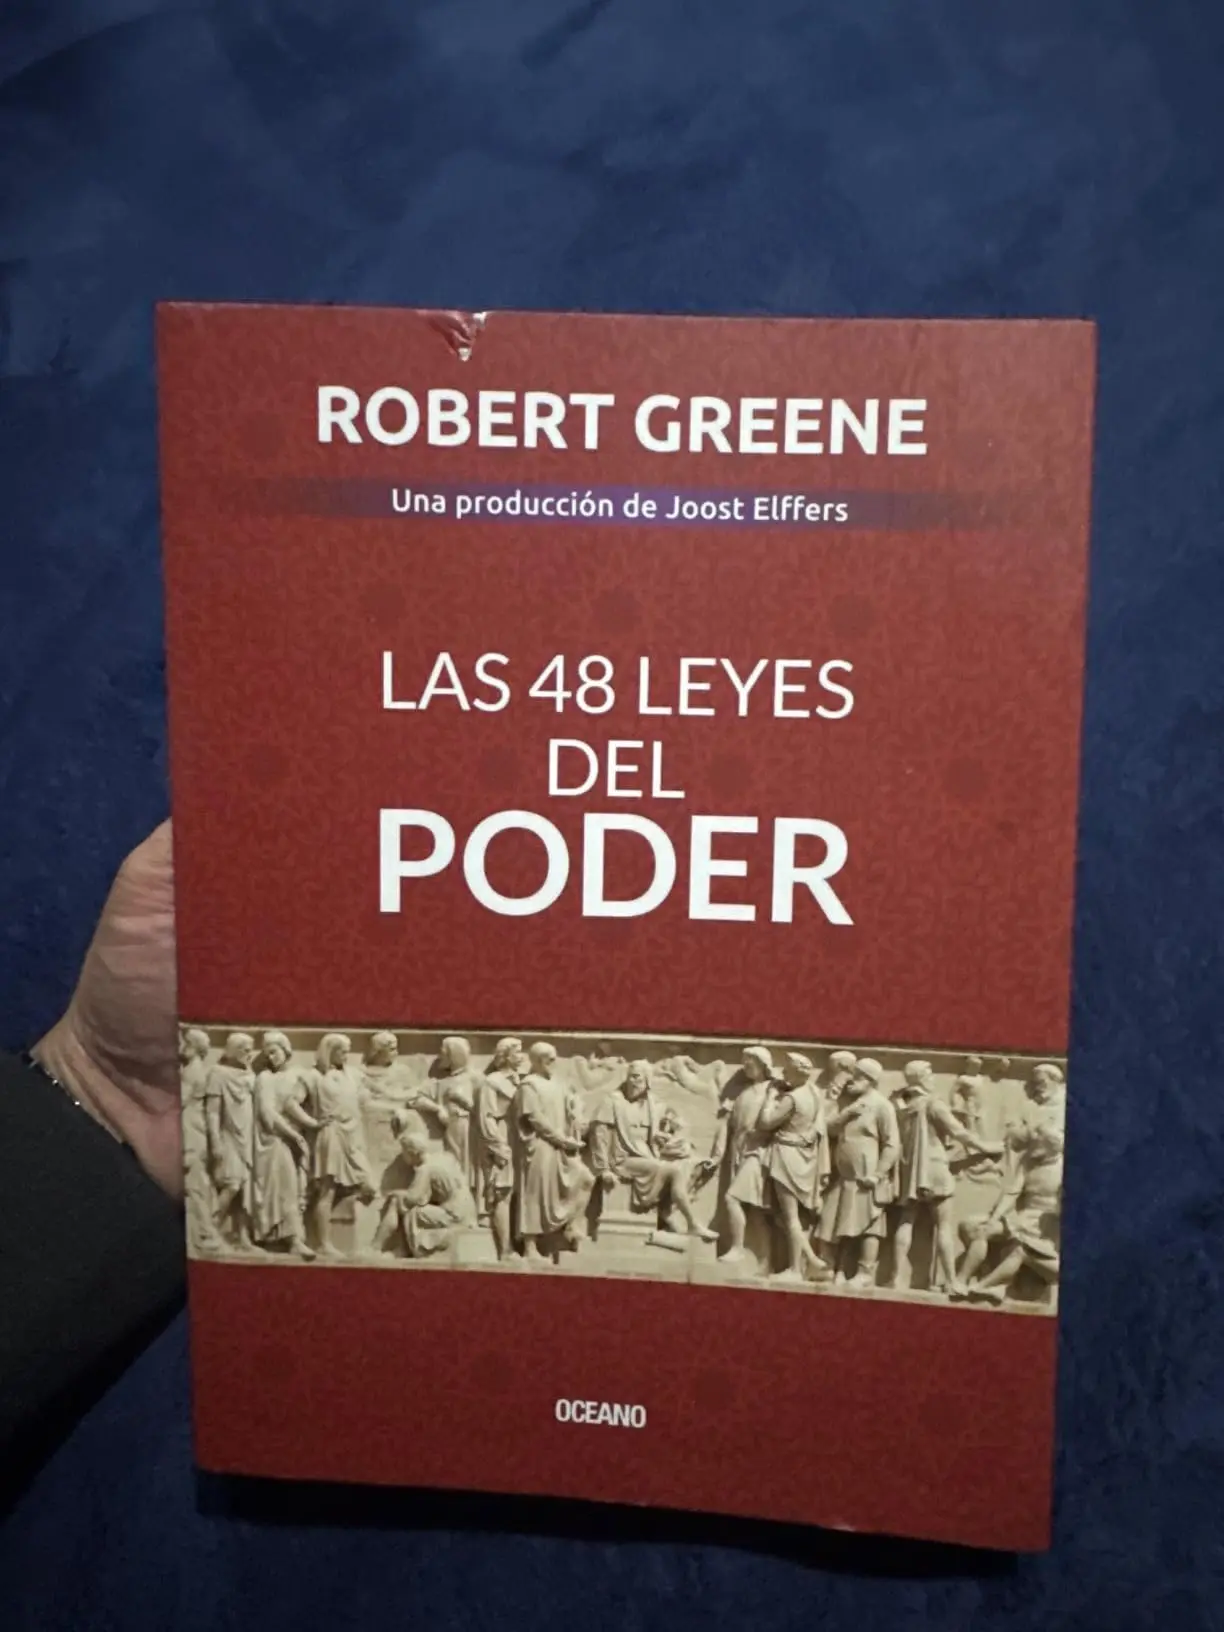 ROBERT GREENE
Una producción de Joost Elffers
LAS 48 LEYES
DEL
PODER
OCEANO